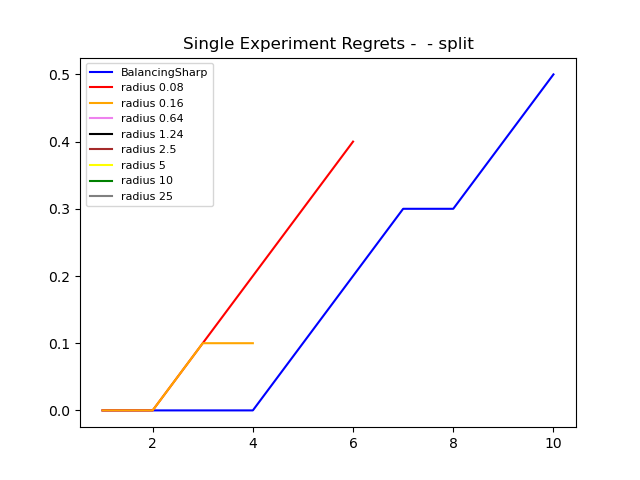 Single Experiment Regrets -  - split
BalancingSharp
radius 0.08
radius 0.16
radius 0.64
radius 1.24
radius 2.5
radius 5
radius 10
radius 25
0.5
0.4
0.3
0.2
0.1
0.0
2 4 6 8 10